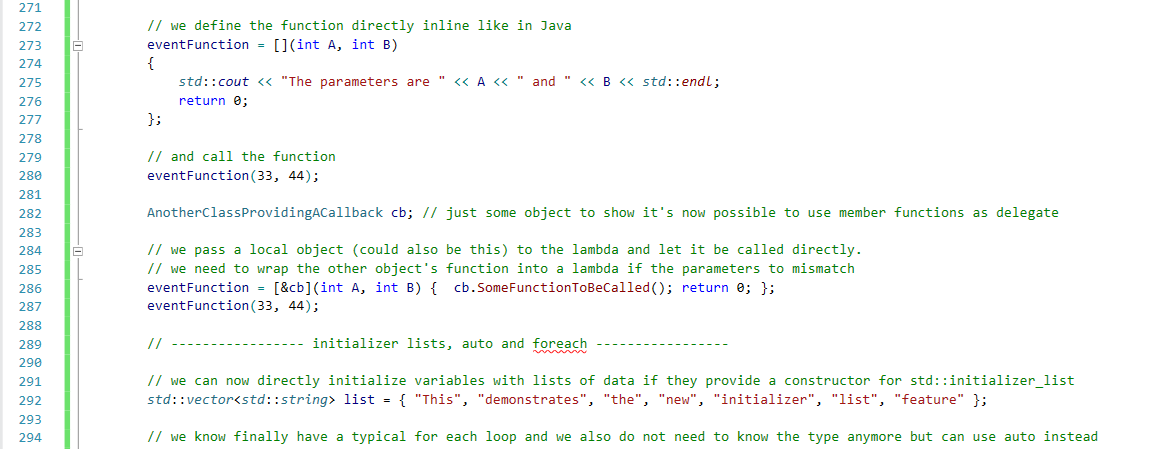 271
272 // we define the function directly inline like in Java
273 eventFunction = [](int A, int B)
274 {
275 std::cout << "The parameters are " << A << " and " << B << std::endl;
276 return 0;
277 };
278
279 // and call the function
280 eventFunction(33, 44);
281
282 AnotherClassProvidingACallback cb; // just some object to show it's now possible to use member functions as delegate
283
284 // we pass a local object (could also be this) to the lambda and let it be called directly.
285 // we need to wrap the other object's function into a lambda if the parameters to mismatch
286 eventFunction = [&cb](int A, int B) {  cb.SomeFunctionToBeCalled(); return 0; };
287 eventFunction(33, 44);
288
289 // ----------------- initializer lists, auto and foreach -----------------
290
291 // we can now directly initialize variables with lists of data if they provide a constructor for std::initializer_list
292 std::vector<std::string> list = { "This", "demonstrates", "the", "new", "initializer", "list", "feature" };
293
294 // we know finally have a typical for each loop and we also do not need to know the type anymore but can use auto instead